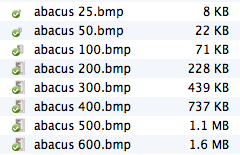 abacus 25.bmp 8 KB
abacus 50.bmp 22 KB
abacus 100.bmp 71 KB
abacus 200.bmp 228 KB
abacus 300.bmp 439 KB
abacus 400.bmp 737 KB
abacus 500.bmp 1.1 MB
abacus 600.bmp 1.6 MB